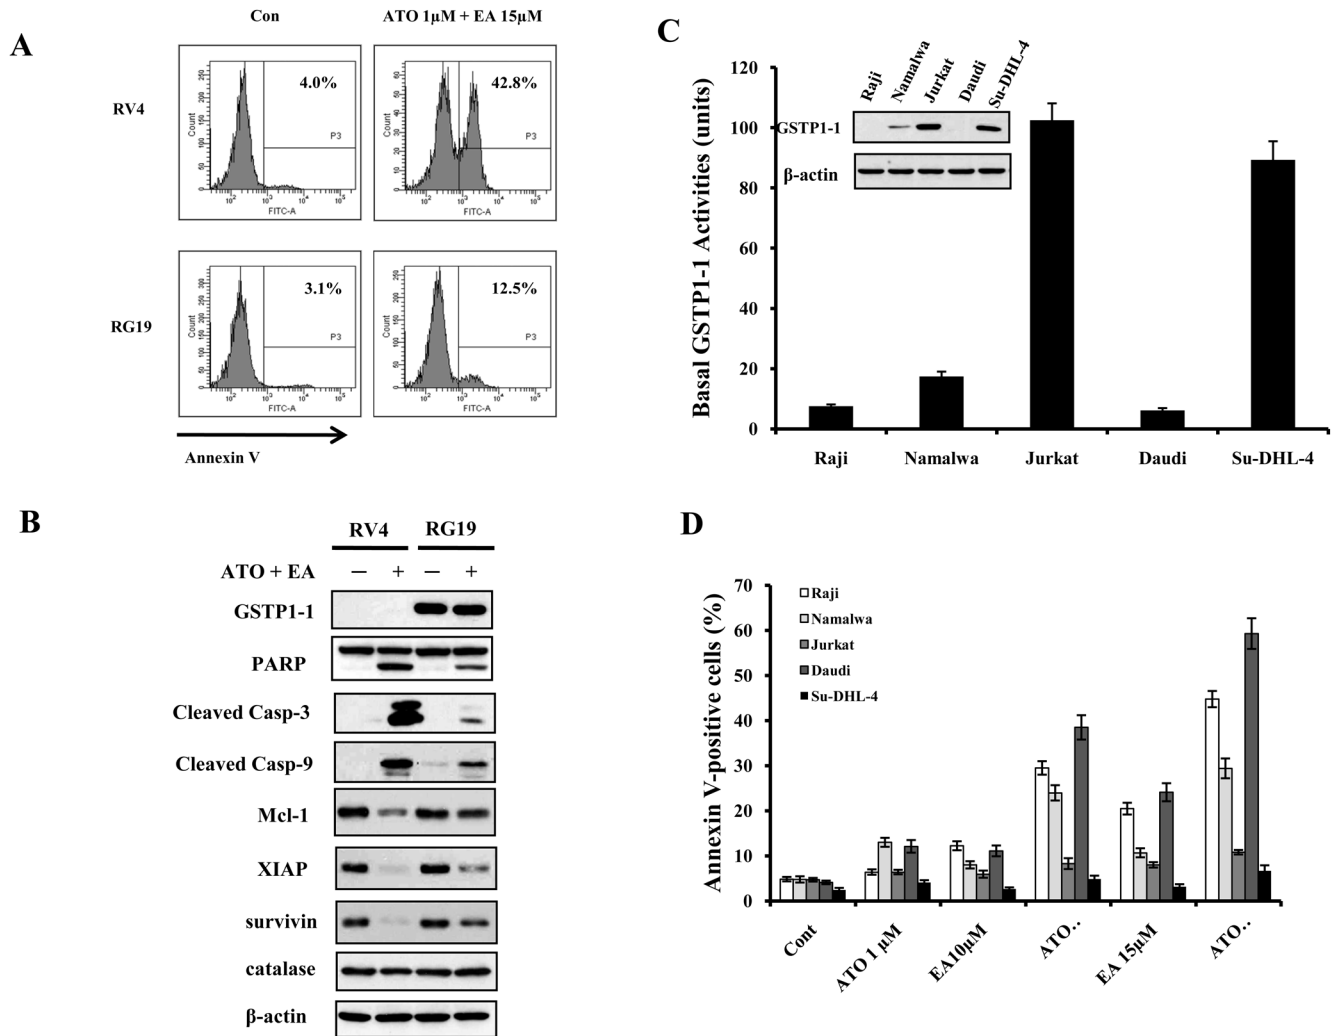 A
Con
ATO 1μM + EA 15μM
RV4
RG19
4.0%
P3
Count
FITC-A
42.8%
P3
Count
FITC-A
3.1%
P3
Count
FITC-A
12.5%
P3
Count
FITC-A
Annexin V
B
RV4 RG19
ATO + EA − + − +
GSTP1-1
PARP
Cleaved Casp-3
Cleaved Casp-9
Mcl-1
XIAP
survivin
catalase
β-actin
C
Basal GSTP1-1 Activities (units)
120
100
80
60
40
20
0
Raji Namalwa Jurkat Daudi Su-DHL-4
GSTP1-1
β-actin
Raji Namalwa Jurkat Daudi Su-DHL-4
D
Annexin V-positive cells (%)
70
60
50
40
30
20
10
0
Raji
Namalwa
Jurkat
Daudi
Su-DHL-4
Cont ATO 1 μM EA10μM ATO.. EA 15μM ATO..